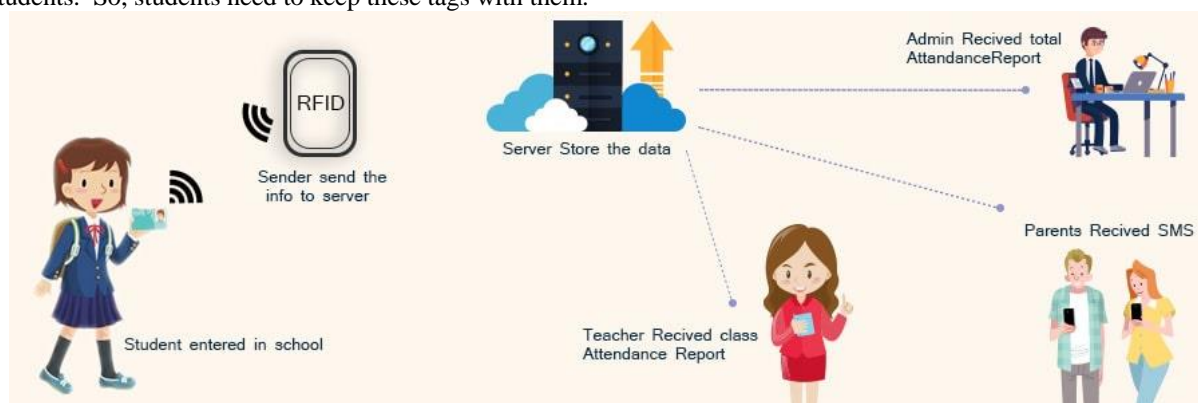 students. So, students need to keep these tags with them.
Admin Recived total
AttandanceReport
RFID
Server Store the data
Sender send the
info to server
Parents Recived SMS
Student entered in school
Teacher Recived class
Attendance Report